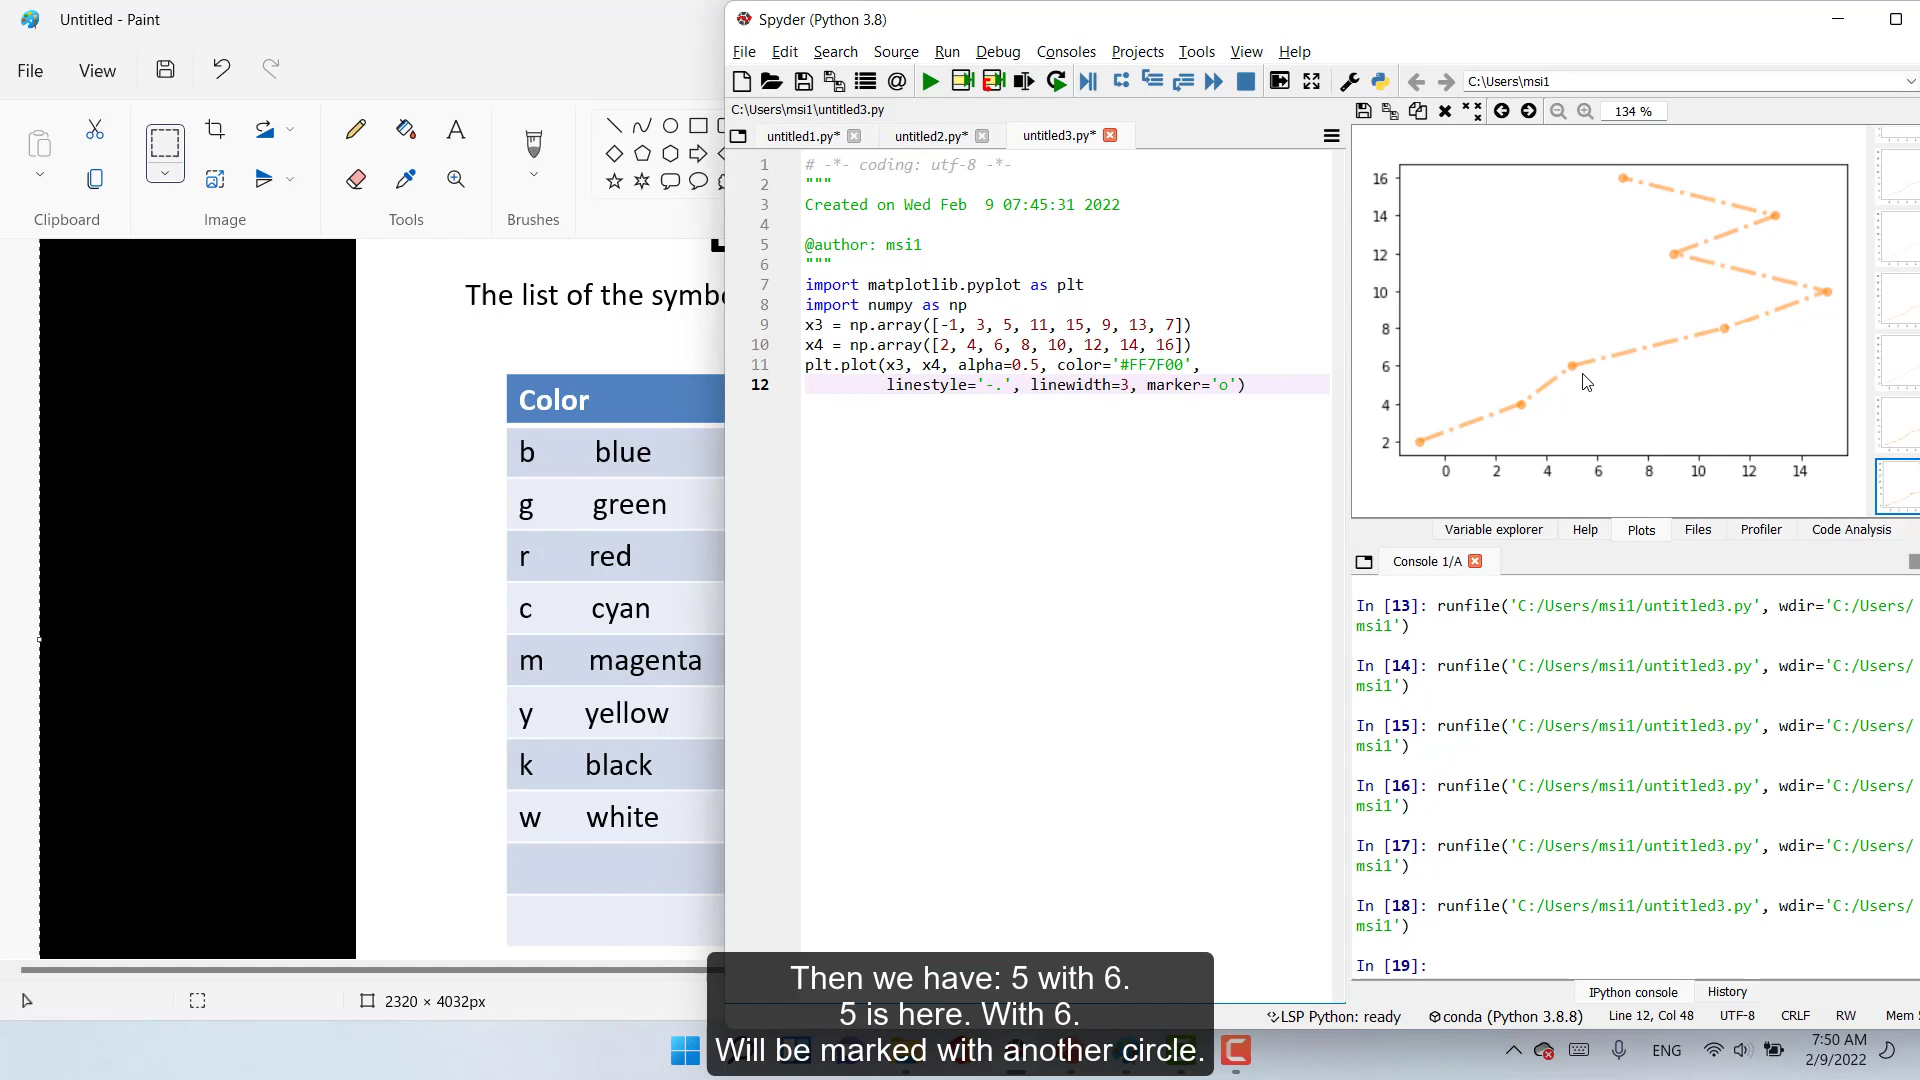 Untitled - Paint
File
View
Clipboard
Image
Tools
Brushes
The list of the symbo
Color
b blue
g green
r red
c cyan
m magenta
y yellow
k black
w white
2320 × 4032px
Spyder (Python 3.8)
File Edit Search Source Run Debug Consoles Projects Tools View Help
C:\Users\msi1
C:\Users\msi1\untitled3.py
untitled1.py*
untitled2.py*
untitled3.py*
134 %
1 # -*- coding: utf-8 -*-
2 """
3 Created on Wed Feb  9 07:45:31 2022
4
5 @author: msi1
6 """
7 import matplotlib.pyplot as plt
8 import numpy as np
9 x3 = np.array([-1, 3, 5, 11, 15, 9, 13, 7])
10 x4 = np.array([2, 4, 6, 8, 10, 12, 14, 16])
11 plt.plot(x3, x4, alpha=0.5, color='#FF7F00',
12 linestyle='-.', linewidth=3, marker='o')
16
14
12
10
8
6
4
2
0 2 4 6 8 10 12 14
Variable explorer Help Plots Files Profiler Code Analysis
Console 1/A
In [13]: runfile('C:/Users/msi1/untitled3.py', wdir='C:/Users/
msi1')
In [14]: runfile('C:/Users/msi1/untitled3.py', wdir='C:/Users/
msi1')
In [15]: runfile('C:/Users/msi1/untitled3.py', wdir='C:/Users/
msi1')
In [16]: runfile('C:/Users/msi1/untitled3.py', wdir='C:/Users/
msi1')
In [17]: runfile('C:/Users/msi1/untitled3.py', wdir='C:/Users/
msi1')
In [18]: runfile('C:/Users/msi1/untitled3.py', wdir='C:/Users/
msi1')
In [19]:
IPython console History
LSP Python: ready conda (Python 3.8.8) Line 12, Col 48 UTF-8 CRLF RW Mem
Then we have: 5 with 6.
5 is here. With 6.
Will be marked with another circle.
ENG
7:50 AM
2/9/2022